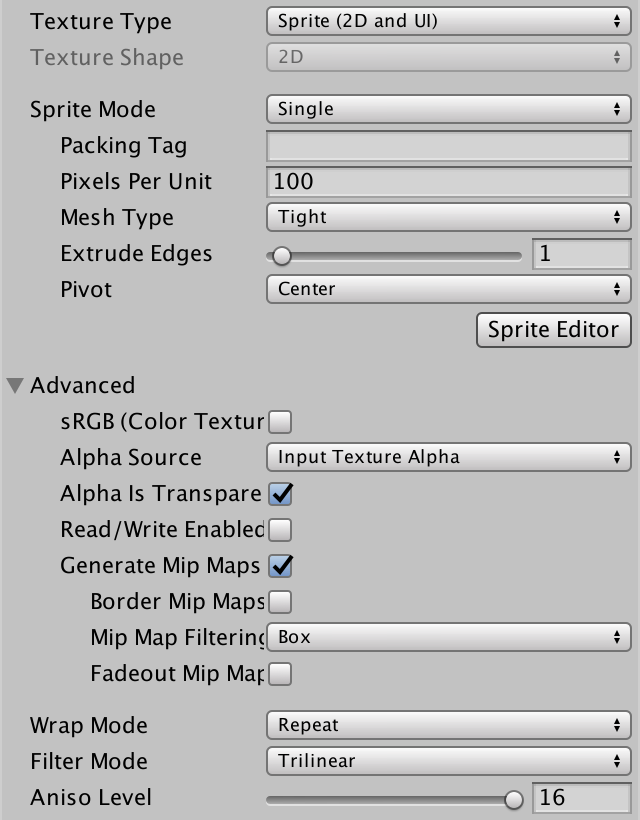 Texture Type Sprite (2D and UI)
Texture Shape 2D
Sprite Mode Single
Packing Tag
Pixels Per Unit 100
Mesh Type Tight
Extrude Edges 1
Pivot Center
Sprite Editor
Advanced
sRGB (Color Textur
Alpha Source Input Texture Alpha
Alpha Is Transpare
Read/Write Enabled
Generate Mip Maps
Border Mip Maps
Mip Map Filtering Box
Fadeout Mip Map
Wrap Mode Repeat
Filter Mode Trilinear
Aniso Level 16